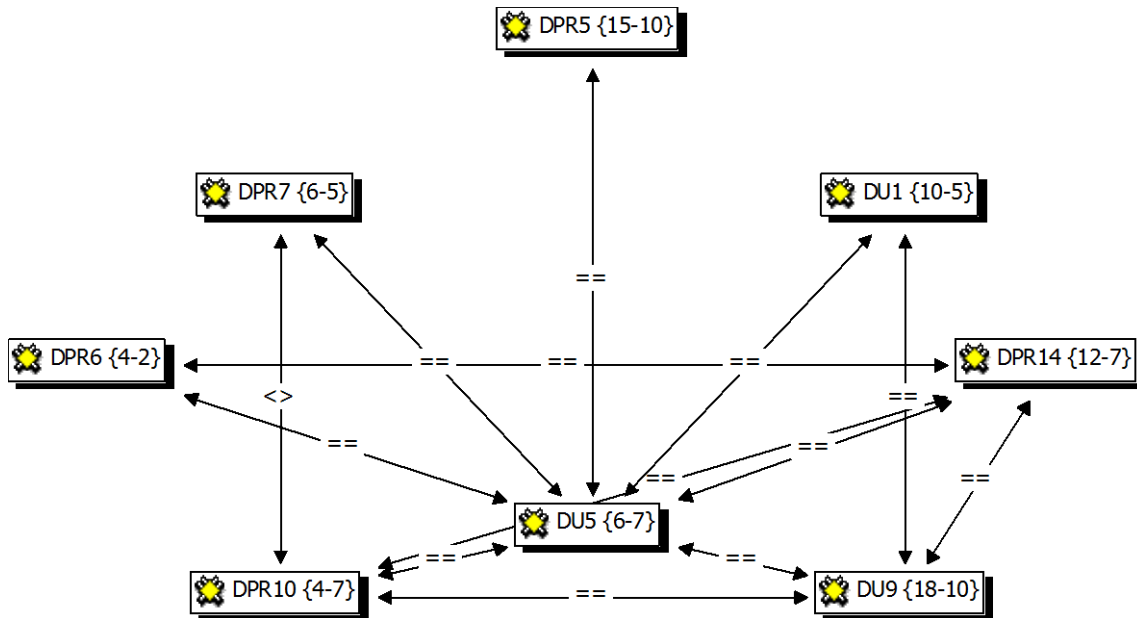 DPR5 {15-10}
DPR7 {6-5}
DU1 {10-5}
==
DPR6 {4-2}
==
==
==
DPR14 {12-7}
<>
==
==
==
==
==
DU5 {6-7}
==
==
DPR10 {4-7}
==
DU9 {18-10}